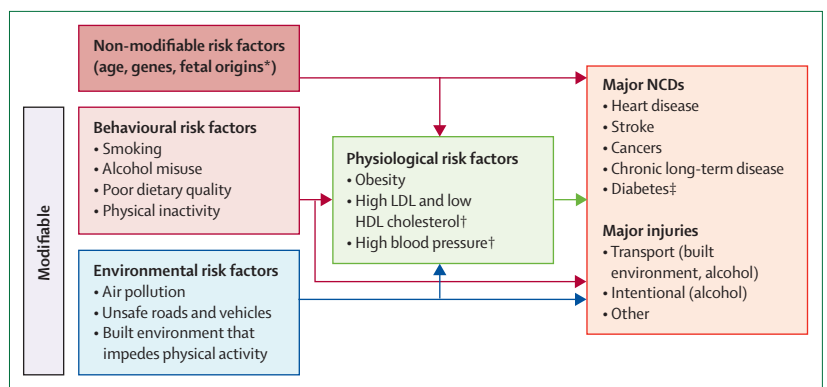 Non-modifiable risk factors
(age, genes, fetal origins*)
Modifiable
Behavioural risk factors
• Smoking
• Alcohol misuse
• Poor dietary quality
• Physical inactivity
Environmental risk factors
• Air pollution
• Unsafe roads and vehicles
• Built environment that
impedes physical activity
Physiological risk factors
• Obesity
• High LDL and low
HDL cholesterol†
• High blood pressure†
Major NCDs
• Heart disease
• Stroke
• Cancers
• Chronic long-term disease
• Diabetes‡
Major injuries
• Transport (built
environment, alcohol)
• Intentional (alcohol)
• Other